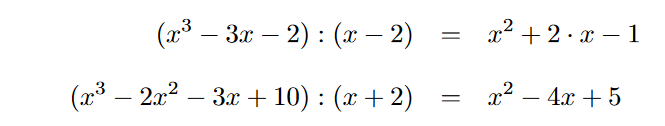 (x³ − 3x − 2) : (x − 2) = x² + 2 · x − 1
(x³ − 2x² − 3x + 10) : (x + 2) = x² − 4x + 5